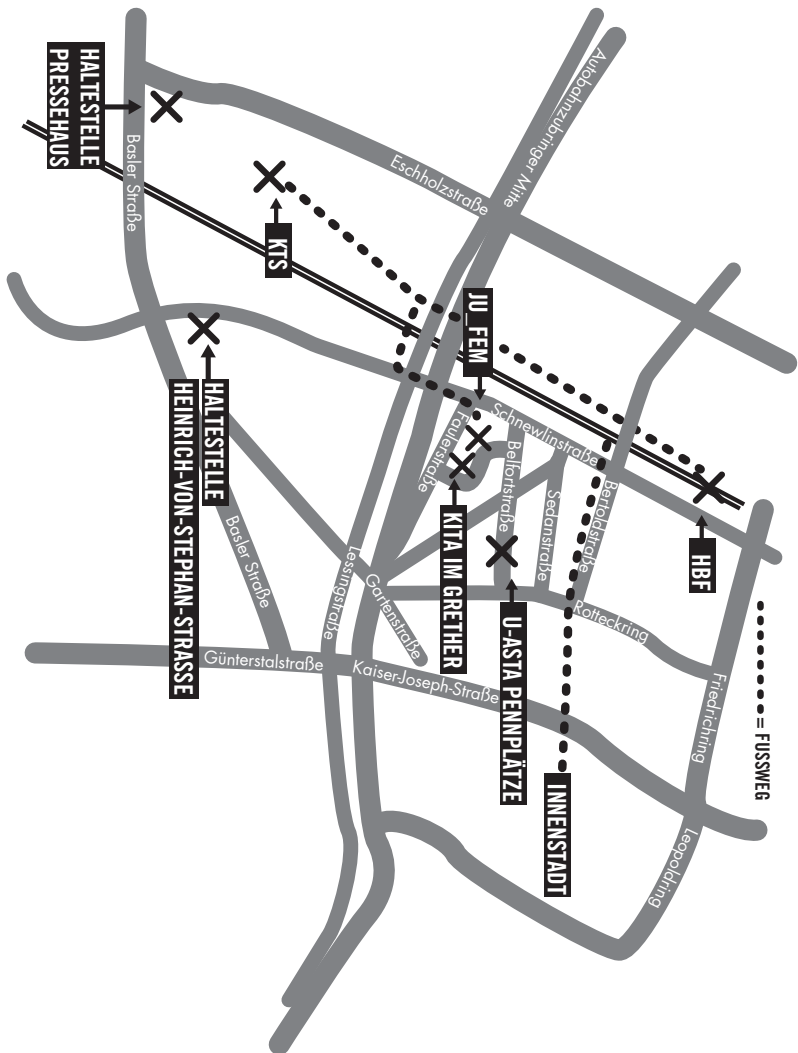 HALTESTELLE
PRESSEHAUS
Basler Straße
Eschholzstraße
Autobahnzubringer Mitte
KTS
JU_FEM
HALTESTELLE
HEINRICH-VON-STEPHAN-STRASSE
Basler Straße
Schnewlinstraße
Faulerstraße
Belfortstraße
Sedanstraße
Bertoldstraße
HBF
KITA IM GRETHER
U-ASTA PENNPLÄTZE
Lessingstraße
Gartenstraße
Rotteckring
Günterstalstraße
Kaiser-Joseph-Straße
Friedrichring
= FUSSWEG
INNENSTADT
Leopoldring